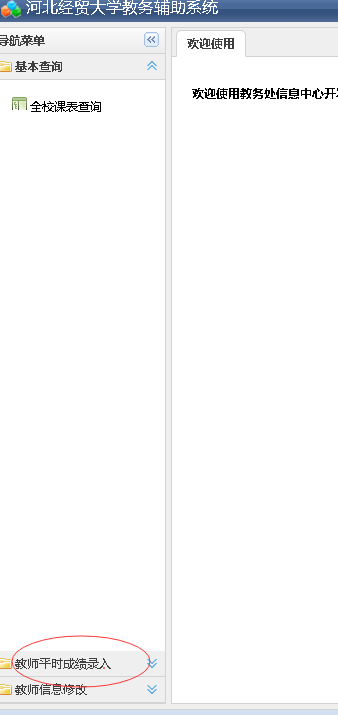 河北经贸大学教务辅助系统
导航菜单
基本查询
全校课表查询
教师平时成绩录入
教师信息修改
欢迎使用
欢迎使用教务处信息中心开